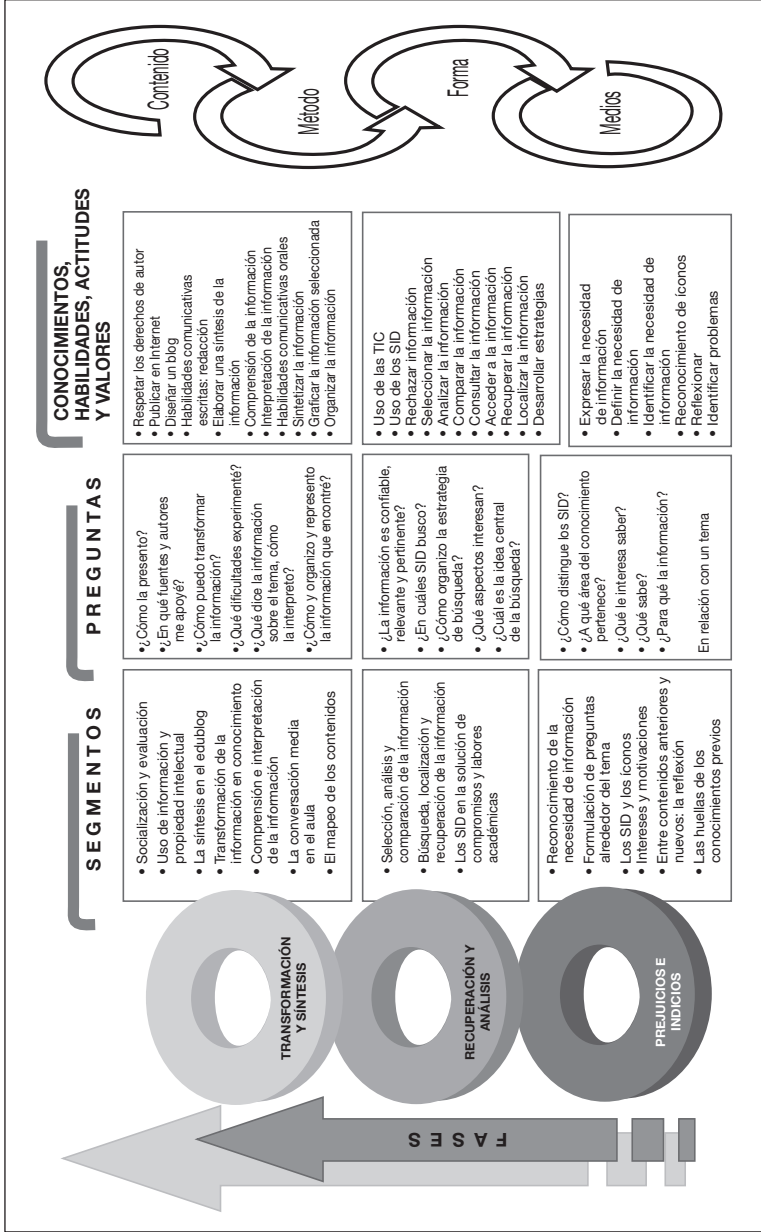 FASES
TRANSFORMACIÓN
Y SÍNTESIS
RECUPERACIÓN Y
ANÁLISIS
PREJUICIOS E
INDICIOS
SEGMENTOS
• Socialización y evaluación
• Uso de información y
propiedad intelectual
• La síntesis en el edublog
• Transformación de la
información en conocimiento
• Comprensión e interpretación
de la información
• La conversación media
en el aula
• El mapeo de los contenidos
• Selección, análisis y
comparación de la información
• Búsqueda, localización y
recuperación de la información
• Los SID en la solución de
compromisos y labores
académicas
• Reconocimiento de la
necesidad de información
• Formulación de preguntas
alrededor del tema
• Los SID y los íconos
• Intereses y motivaciones
• Entre contenidos anteriores y
nuevos: la reflexión
• Las huellas de los
conocimientos previos
PREGUNTAS
•¿Cómo la presento?
•¿En qué fuentes y autores
me apoyé?
•¿Cómo puedo transformar
la información?
•¿Qué dificultades experimenté?
•¿Qué dice la información
sobre el tema, cómo
la interpreto?
•¿Cómo y organizo y represento
la información que encontré?
• ¿La información es confiable,
relevante y pertinente?
• ¿En cuáles SID busco?
• ¿Cómo organizo la estrategia
de búsqueda?
• ¿Qué aspectos interesan?
• ¿Cuál es la idea central
de la búsqueda?
• ¿Cómo distingue los SID?
• ¿A qué área del conocimiento
pertenece?
• ¿Qué le interesa saber?
• ¿Qué sabe?
• ¿Para qué la información?
En relación con un tema
CONOCIMIENTOS,
HABILIDADES, ACTITUDES
Y VALORES
• Respetar los derechos de autor
• Publicar en Internet
• Diseñar un blog
• Habilidades comunicativas
escritas: redacción
• Elaborar una síntesis de la
información
• Comprensión de la información
• Interpretación de la información
• Habilidades comunicativas orales
• Sintetizar la información
• Graficar la información seleccionada
• Organizar la información
• Uso de las TIC
• Uso de los SID
• Rechazar información
• Seleccionar la información
• Analizar la información
• Comparar la información
• Consultar la información
• Acceder a la información
• Recuperar la información
• Localizar la información
• Desarrollar estrategias
• Expresar la necesidad
de información
• Definir la necesidad de
información
• Identificar la necesidad de
información
• Reconocimiento de íconos
• Reflexionar
• Identificar problemas
Contenido
Método
Forma
Medios